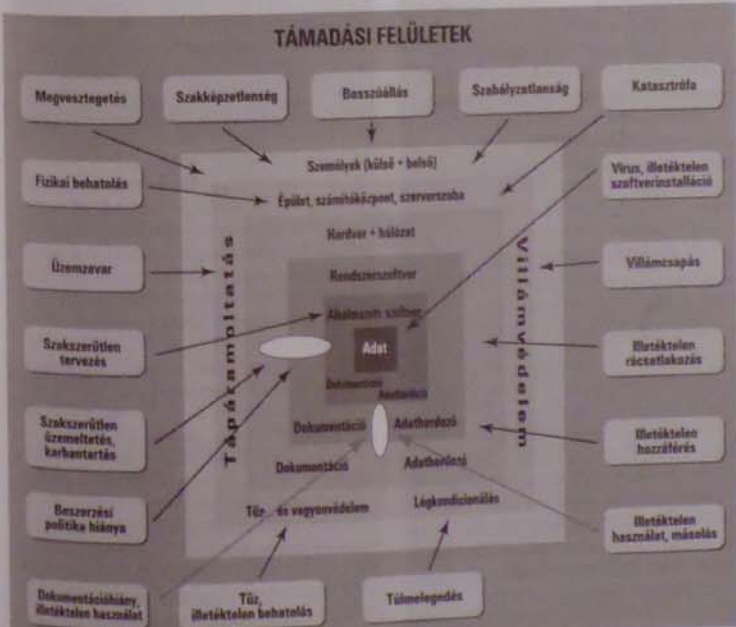 TÁMADÁSI FELÜLETEK
Megvesztegetés
Szakképzetlenség
Bosszúállás
Szabályzatlanság
Katasztrófa
Személyek (külső + belső)
Fizikai behatolás
Épület, számítóközpont, szerverszoba
Vírus, illetéktelen
szoftverinstalláció
Hardver + hálózat
Tápáramoltatás
Villámvédelem
Üzemzavar
Rendszerszoftver
Villámcsapás
Alkalmazói szoftver
Szakszerűtlen
tervezés
Adat
Illetéktelen
rácsatlakozás
Szakszerűtlen
üzemeltetés,
karbantartás
Dokumentáció
Adathordozó
Dokumentáció
Adathordozó
Illetéktelen
hozzáférés
Dokumentáció
Adathordozó
Beszerzési
politika hiánya
Tűz- és vagyonvédelem
Légkondicionálás
Illetéktelen
használat, másolás
Dokumentációhiány,
illetéktelen használat
Tűz,
illetéktelen behatolás
Túlmelegedés